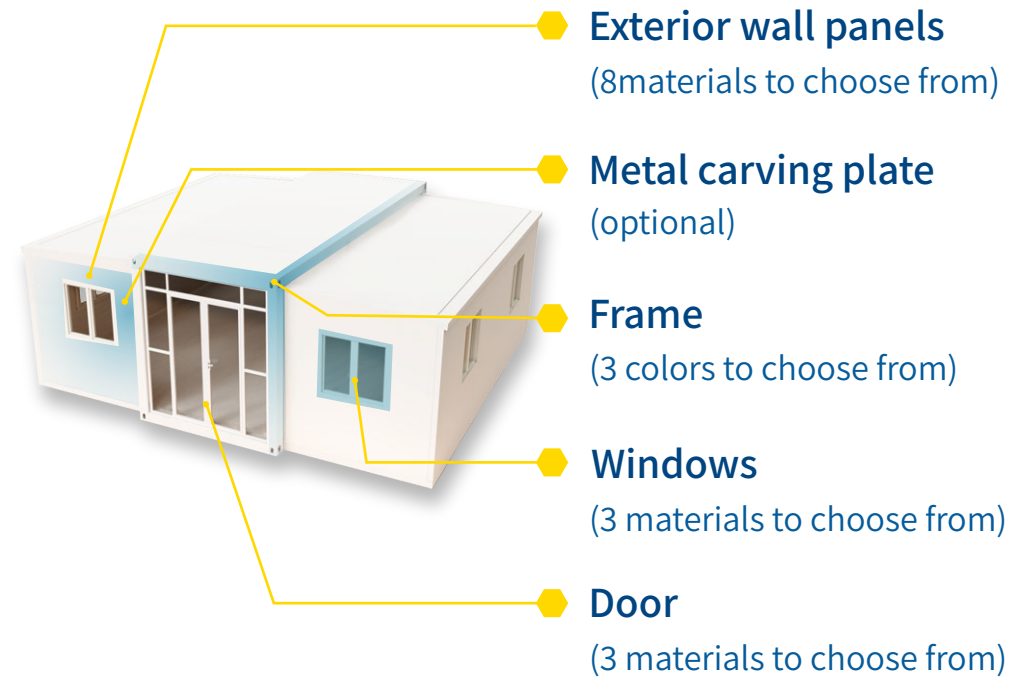 Exterior wall panels
(8materials to choose from)
Metal carving plate
(optional)
Frame
(3 colors to choose from)
Windows
(3 materials to choose from)
Door
(3 materials to choose from)